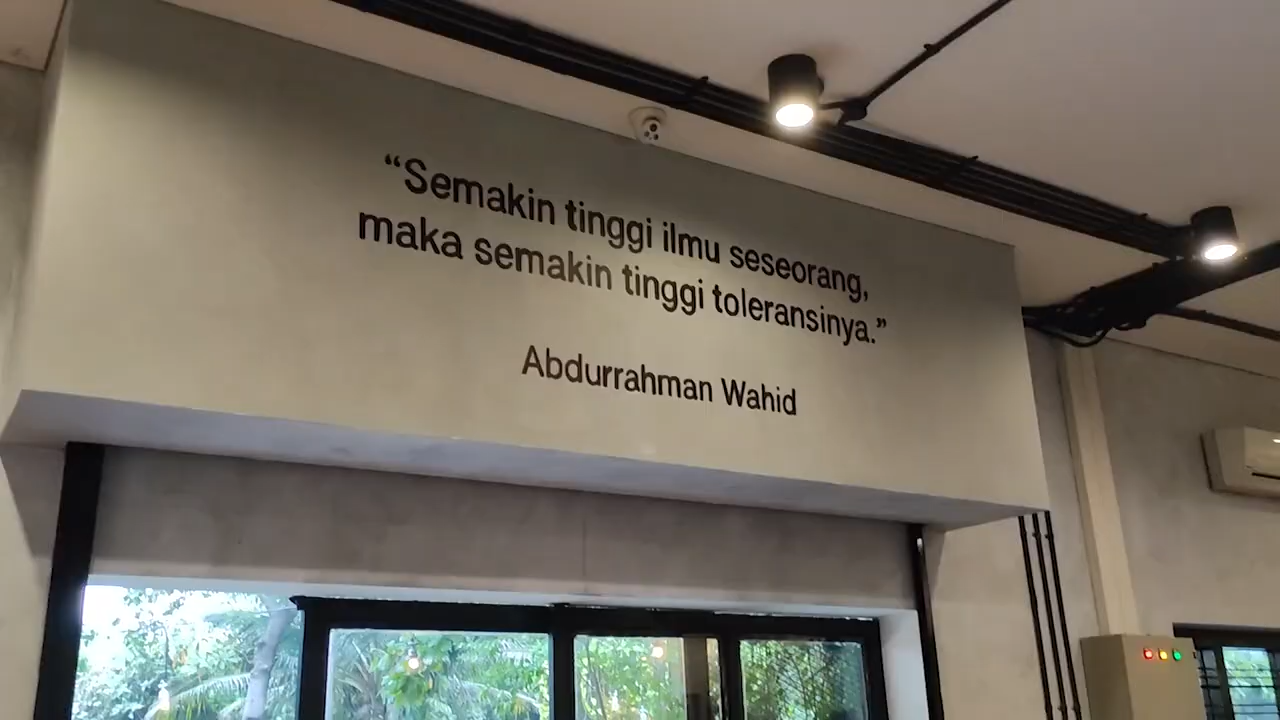 “Semakin tinggi ilmu seseorang,
maka semakin tinggi toleransinya.”
Abdurrahman Wahid